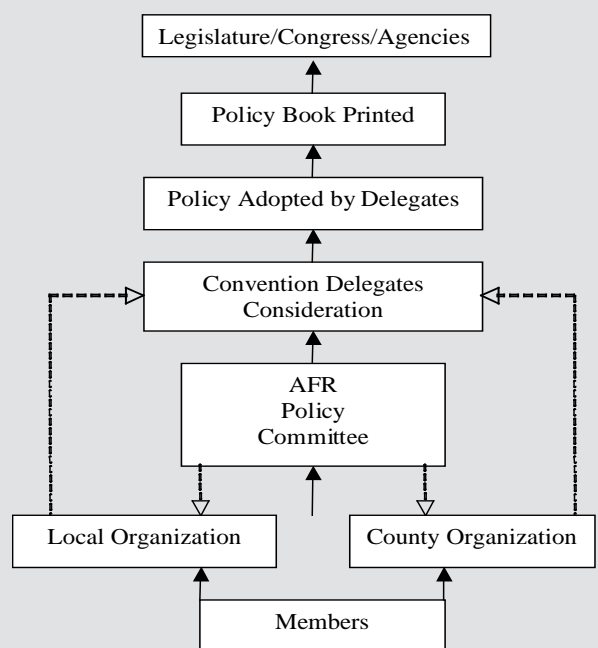 Legislature/Congress/Agencies
Policy Book Printed
Policy Adopted by Delegates
Convention Delegates
Consideration
AFR
Policy
Committee
Local Organization
County Organization
Members